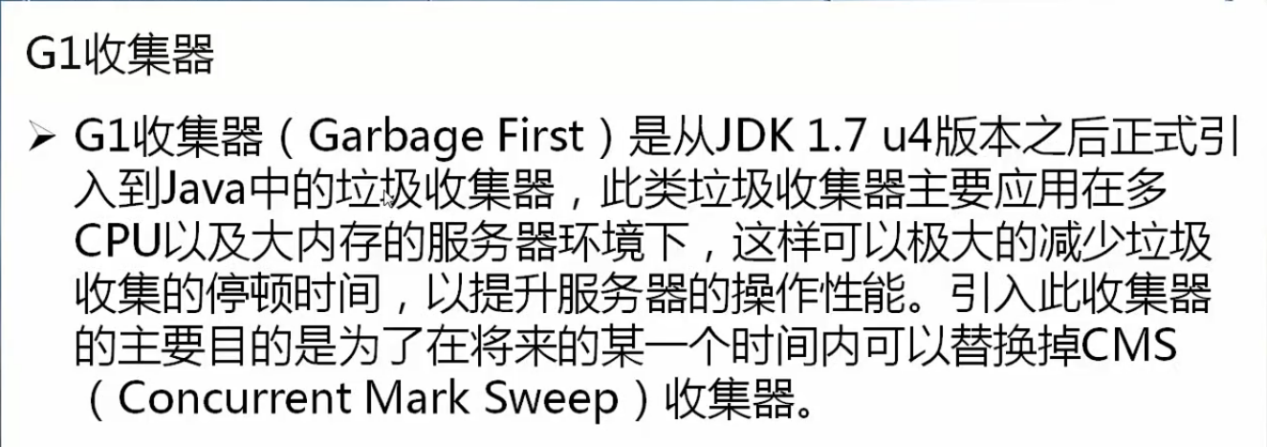 G1收集器
➢ G1收集器（Garbage First）是从JDK 1.7 u4版本之后正式引
入到Java中的垃圾收集器，此类垃圾收集器主要应用在多
CPU以及大内存的服务器环境下，这样可以极大的减少垃圾
收集的停顿时间，以提升服务器的操作性能。引入此收集器
的主要目的是为了在将来的某一个时间内可以替换掉CMS
（Concurrent Mark Sweep）收集器。